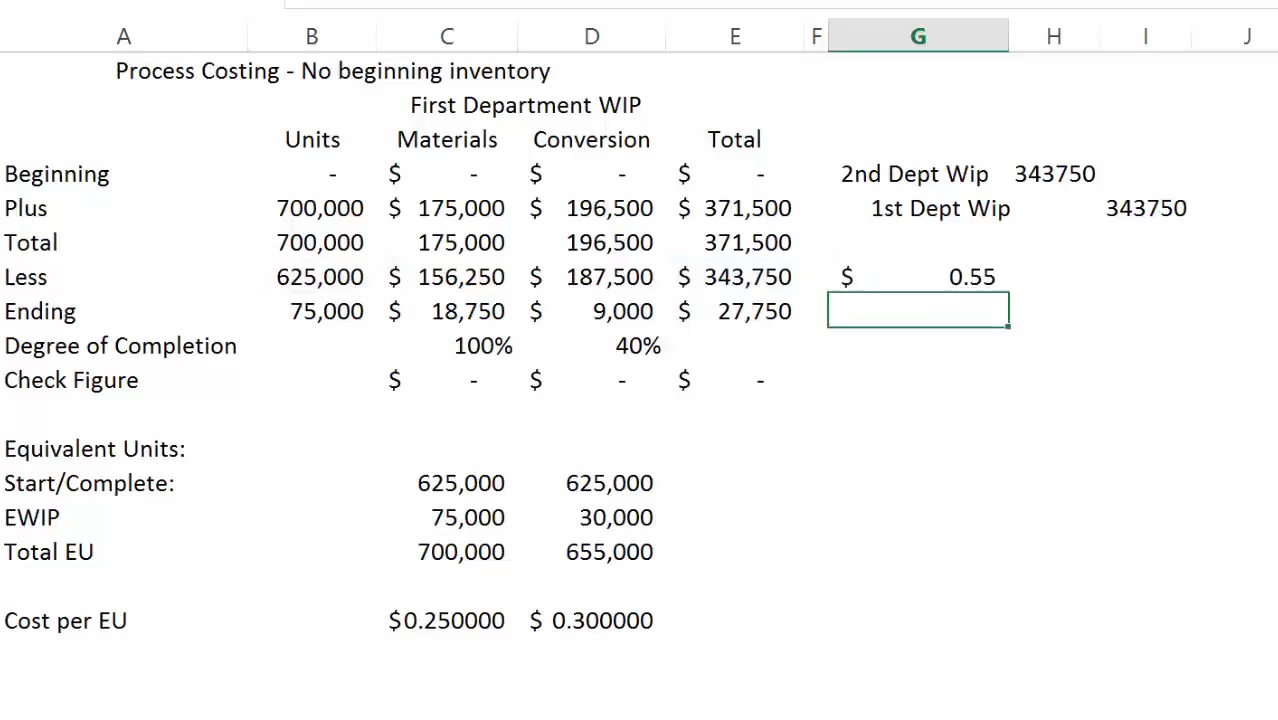 A B C D E F G H I J
Process Costing - No beginning inventory
First Department WIP
Units Materials Conversion Total
Beginning - $ - $ - $ - 2nd Dept Wip 343750
Plus 700,000 $ 175,000 $ 196,500 $ 371,500 1st Dept Wip 343750
Total 700,000 175,000 196,500 371,500
Less 625,000 $ 156,250 $ 187,500 $ 343,750 $ 0.55
Ending 75,000 $ 18,750 $ 9,000 $ 27,750
Degree of Completion 100% 40%
Check Figure $ - $ - $ -
Equivalent Units:
Start/Complete: 625,000 625,000
EWIP 75,000 30,000
Total EU 700,000 655,000
Cost per EU $0.250000 $ 0.300000